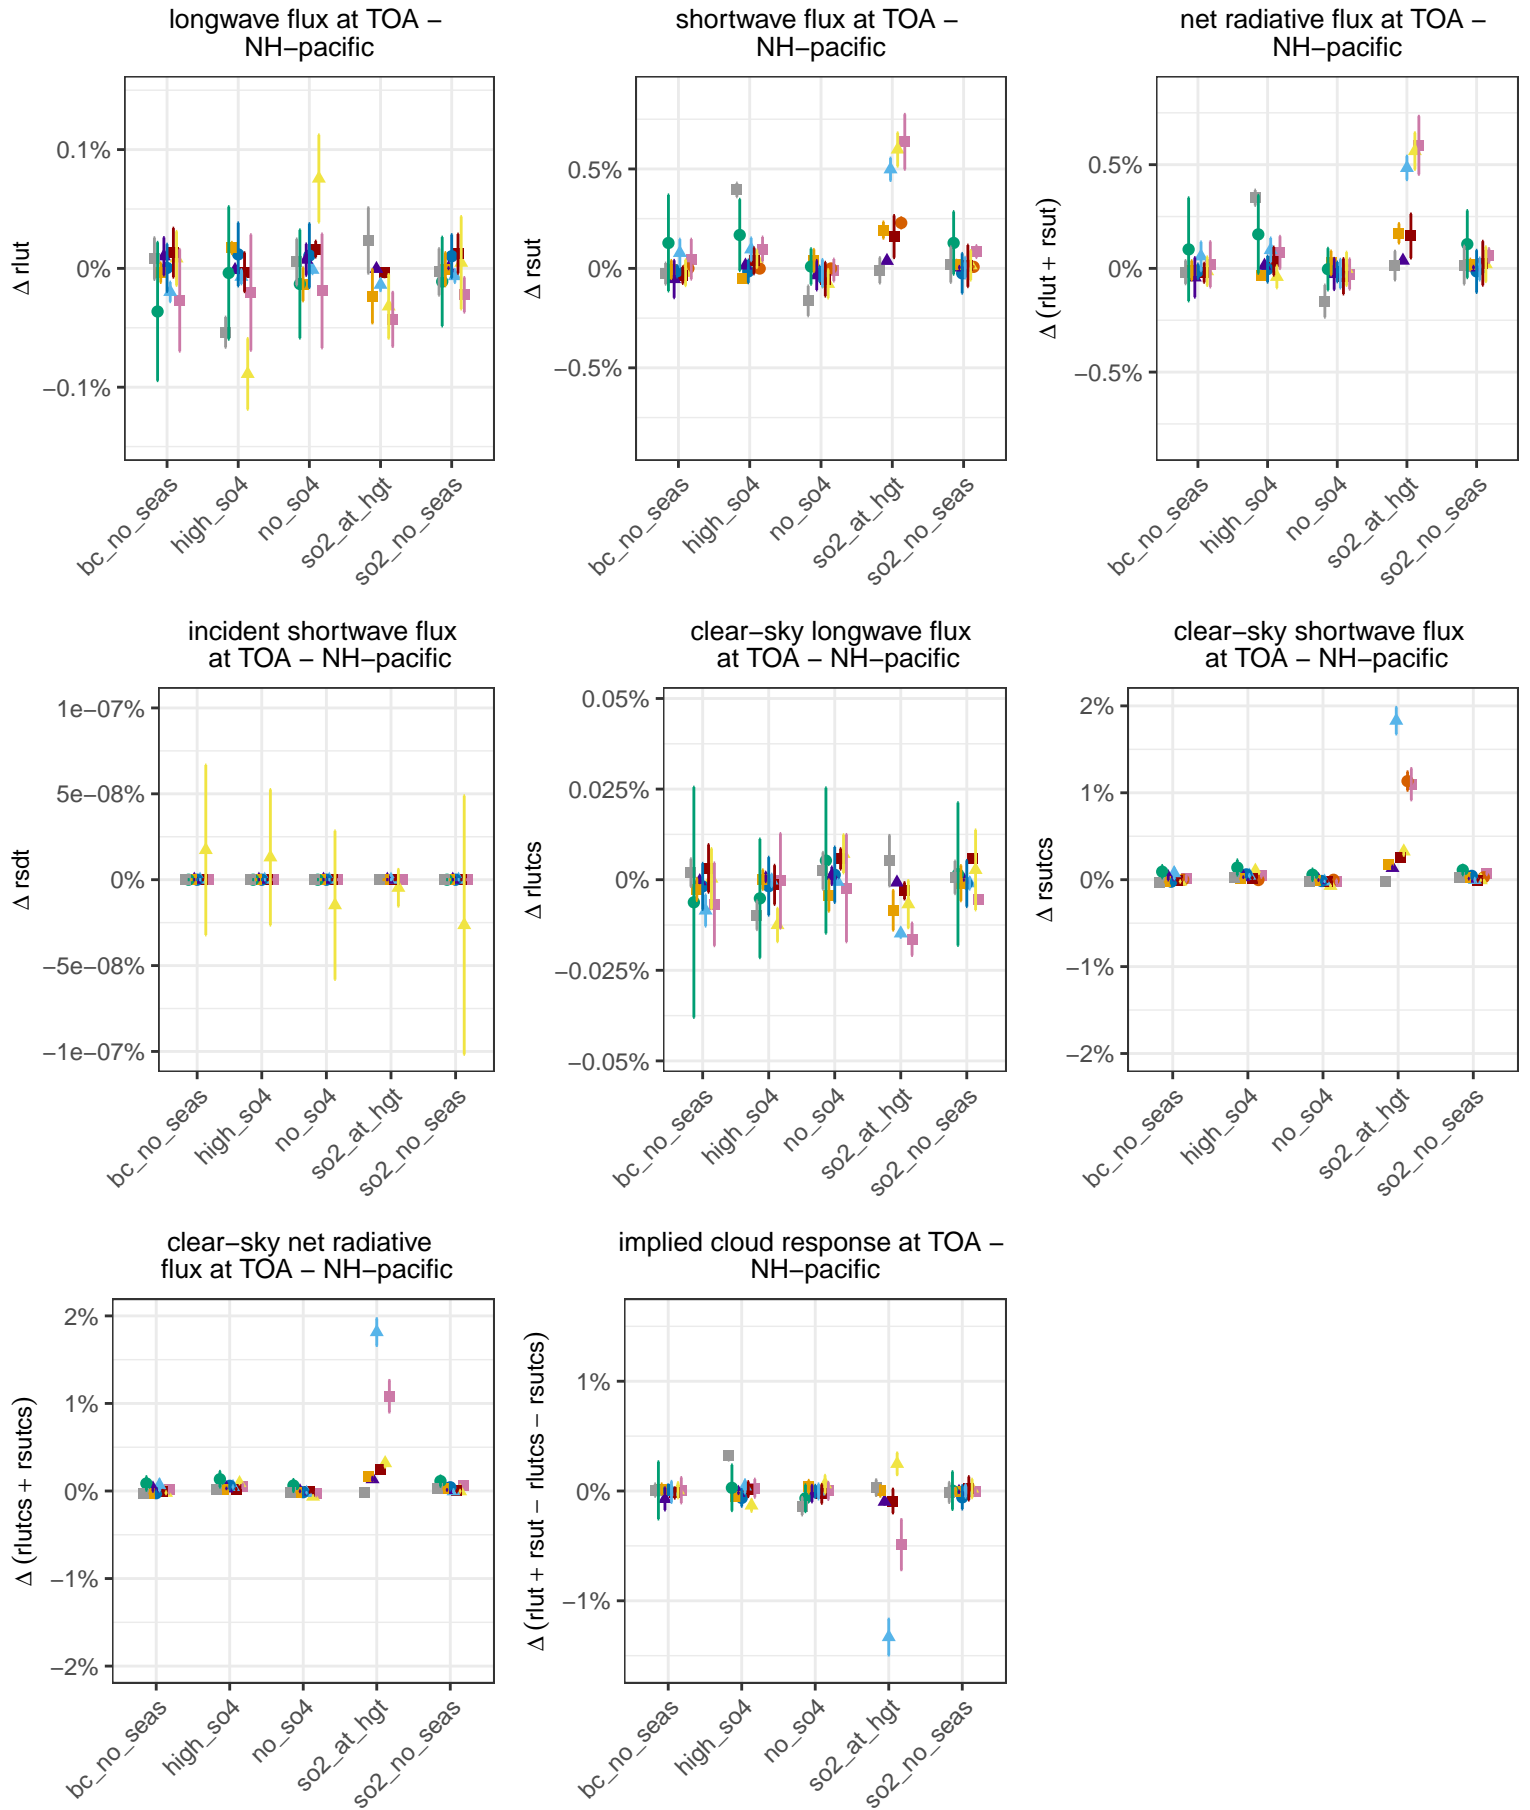 longwave flux at TOA −
NH−pacific
Δ rlut
0.1%
0%
−0.1%
bc_no_seas
high_so4
no_so4
so2_at_hgt
so2_no_seas
shortwave flux at TOA −
NH−pacific
Δ rsut
0.5%
0%
−0.5%
bc_no_seas
high_so4
no_so4
so2_at_hgt
so2_no_seas
net radiative flux at TOA −
NH−pacific
Δ (rlut + rsut)
0.5%
0%
−0.5%
bc_no_seas
high_so4
no_so4
so2_at_hgt
so2_no_seas
incident shortwave flux
at TOA − NH−pacific
Δ rsdt
1e−07%
5e−08%
0%
−5e−08%
−1e−07%
bc_no_seas
high_so4
no_so4
so2_at_hgt
so2_no_seas
clear−sky longwave flux
at TOA − NH−pacific
Δ rlutcs
0.05%
0.025%
0%
−0.025%
−0.05%
bc_no_seas
high_so4
no_so4
so2_at_hgt
so2_no_seas
clear−sky shortwave flux
at TOA − NH−pacific
Δ rsutcs
2%
1%
0%
−1%
−2%
bc_no_seas
high_so4
no_so4
so2_at_hgt
so2_no_seas
clear−sky net radiative
flux at TOA − NH−pacific
Δ (rlutcs + rsutcs)
2%
1%
0%
−1%
−2%
bc_no_seas
high_so4
no_so4
so2_at_hgt
so2_no_seas
implied cloud response at TOA −
NH−pacific
Δ (rlut + rsut − rlutcs − rsutcs)
1%
0%
−1%
bc_no_seas
high_so4
no_so4
so2_at_hgt
so2_no_seas